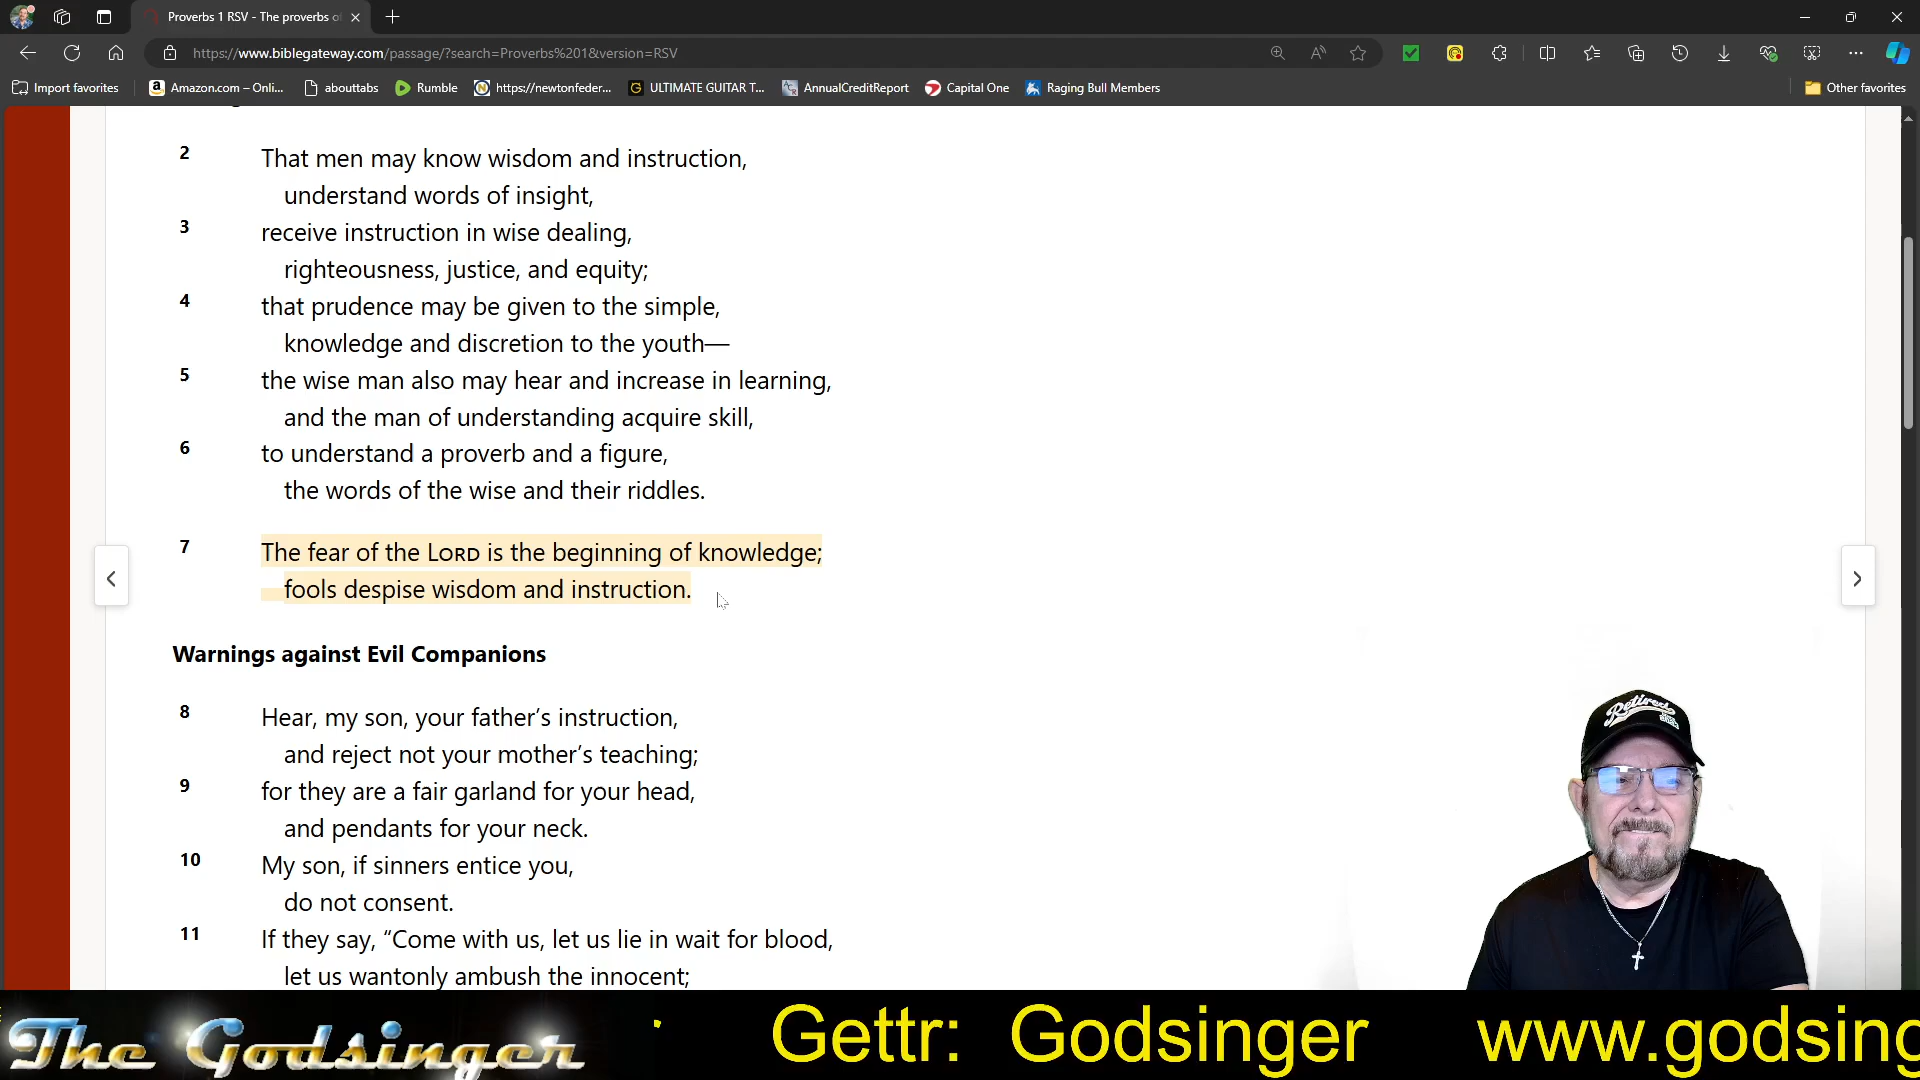 Proverbs 1 RSV - The proverbs o
https://www.biblegateway.com/passage/?search=Proverbs%201&version=RSV
Import favorites
Amazon.com – Onli...
abouttabs
Rumble
https://newtonfeder...
ULTIMATE GUITAR T...
AnnualCreditReport
Capital One
Raging Bull Members
Other favorites
2 That men may know wisdom and instruction,
understand words of insight,
3 receive instruction in wise dealing,
righteousness, justice, and equity;
4 that prudence may be given to the simple,
knowledge and discretion to the youth—
5 the wise man also may hear and increase in learning,
and the man of understanding acquire skill,
6 to understand a proverb and a figure,
the words of the wise and their riddles.
7 The fear of the LORD is the beginning of knowledge;
fools despise wisdom and instruction.
Warnings against Evil Companions
8 Hear, my son, your father’s instruction,
and reject not your mother’s teaching;
9 for they are a fair garland for your head,
and pendants for your neck.
10 My son, if sinners entice you,
do not consent.
11 If they say, “Come with us, let us lie in wait for blood,
let us wantonly ambush the innocent;
Retired
The Godsinger
Gettr: Godsinger
www.godsing